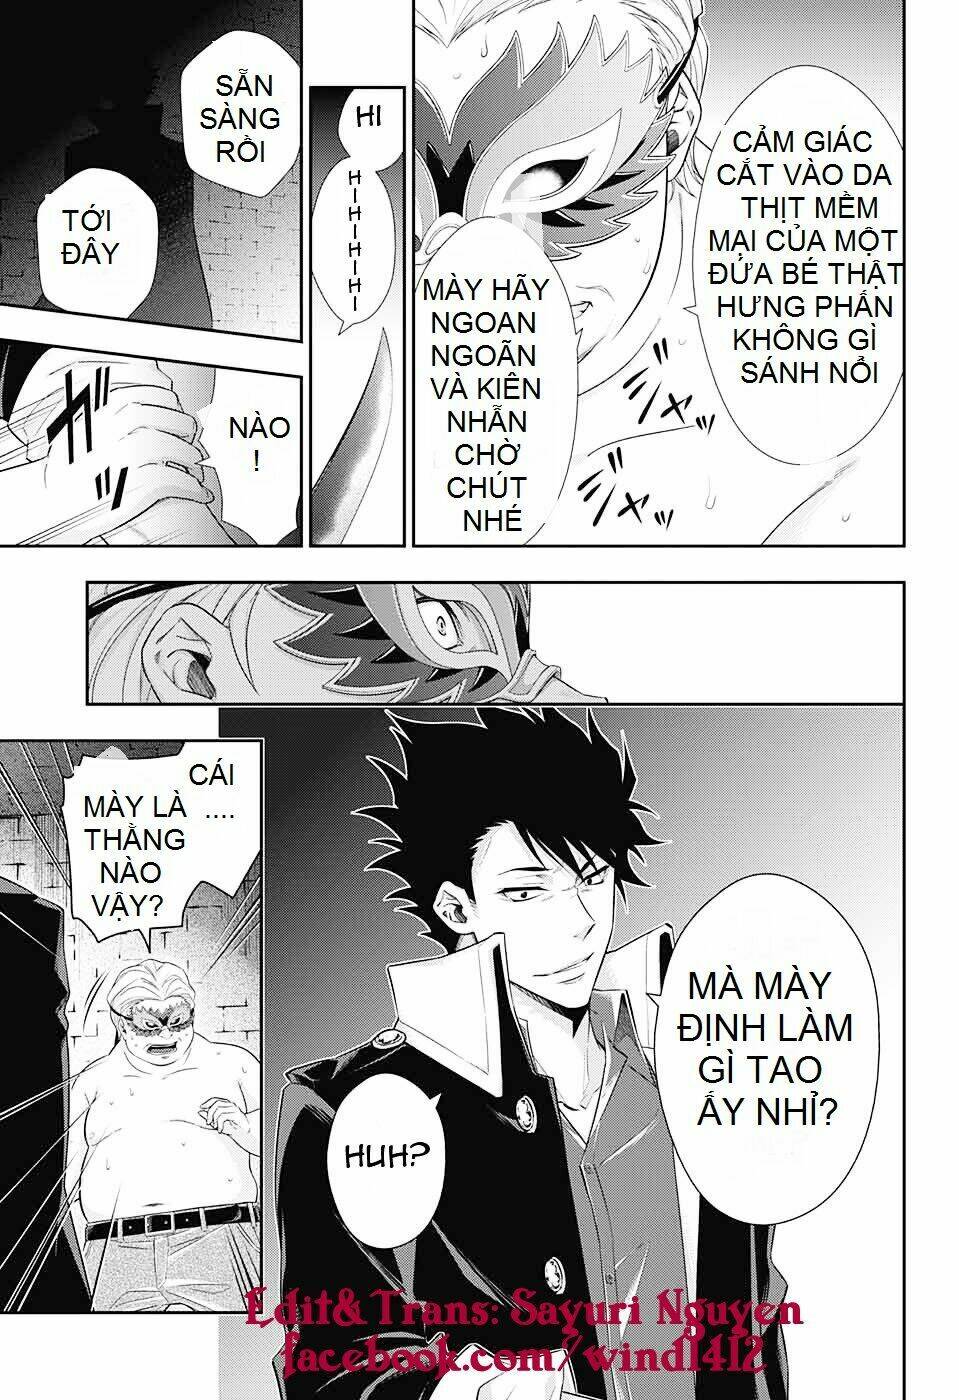 CẢM GIÁC
CẮT VÀO DA
THỊT MỀM
MẠI CỦA MỘT
ĐỨA BÉ THẬT
HƯNG PHẤN
KHÔNG GÌ
SÁNH NỔI
MÀY HÃY
NGOAN
NGOÃN
VÀ KIÊN
NHẪN
CHỜ
CHÚT
NHÉ
HI
HIHIHIHI
SẴN
SÀNG
RỒI
TỚI
ĐÂY
NÀO
!
CÁI
....
MÀY LÀ
THẰNG
NÀO
VẬY?
MÀ MÀY
ĐỊNH LÀM
GÌ TAO
ẤY NHỈ?
HUH?
Edit& Trans: Sayuri Nguyen
facebook.com/wind1412